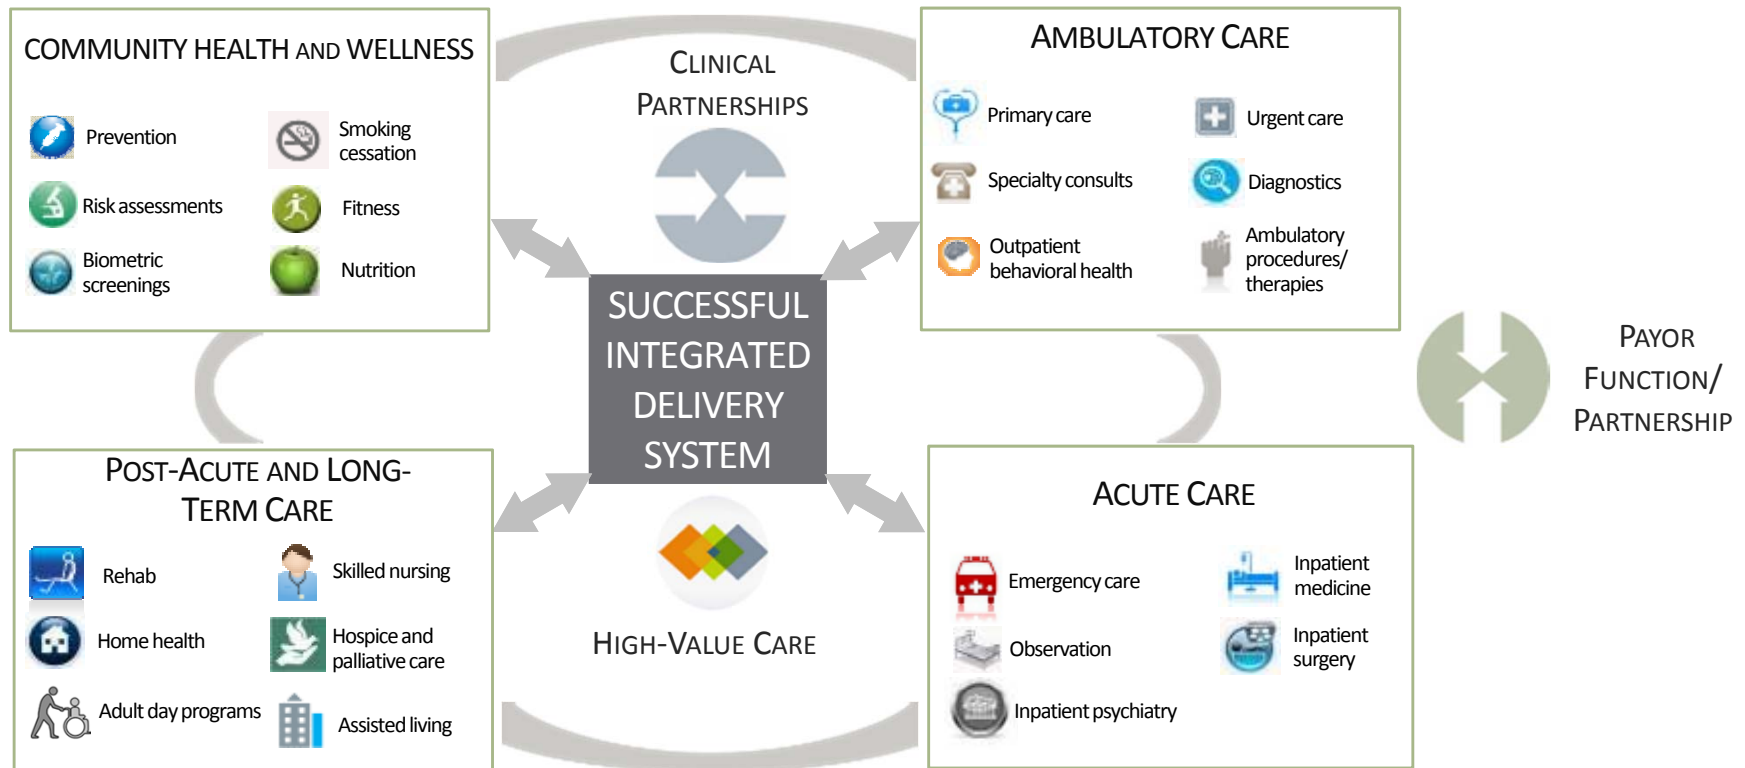 COMMUNITY HEALTH AND WELLNESS
Prevention
Smoking
cessation
Risk assessments
Fitness
Biometric
screenings
Nutrition
CLINICAL
PARTNERSHIPS
AMBULATORY CARE
Primary care
Urgent care
Specialty consults
Diagnostics
Outpatient
behavioral health
Ambulatory
procedures/
therapies
SUCCESSFUL
INTEGRATED
DELIVERY
SYSTEM
PAYOR
FUNCTION/
PARTNERSHIP
POST-ACUTE AND LONG-
TERM CARE
Rehab
Skilled nursing
Home health
Hospice and
palliative care
Adult day programs
Assisted living
HIGH-VALUE CARE
ACUTE CARE
Emergency care
Inpatient
medicine
Observation
Inpatient
surgery
Inpatient psychiatry